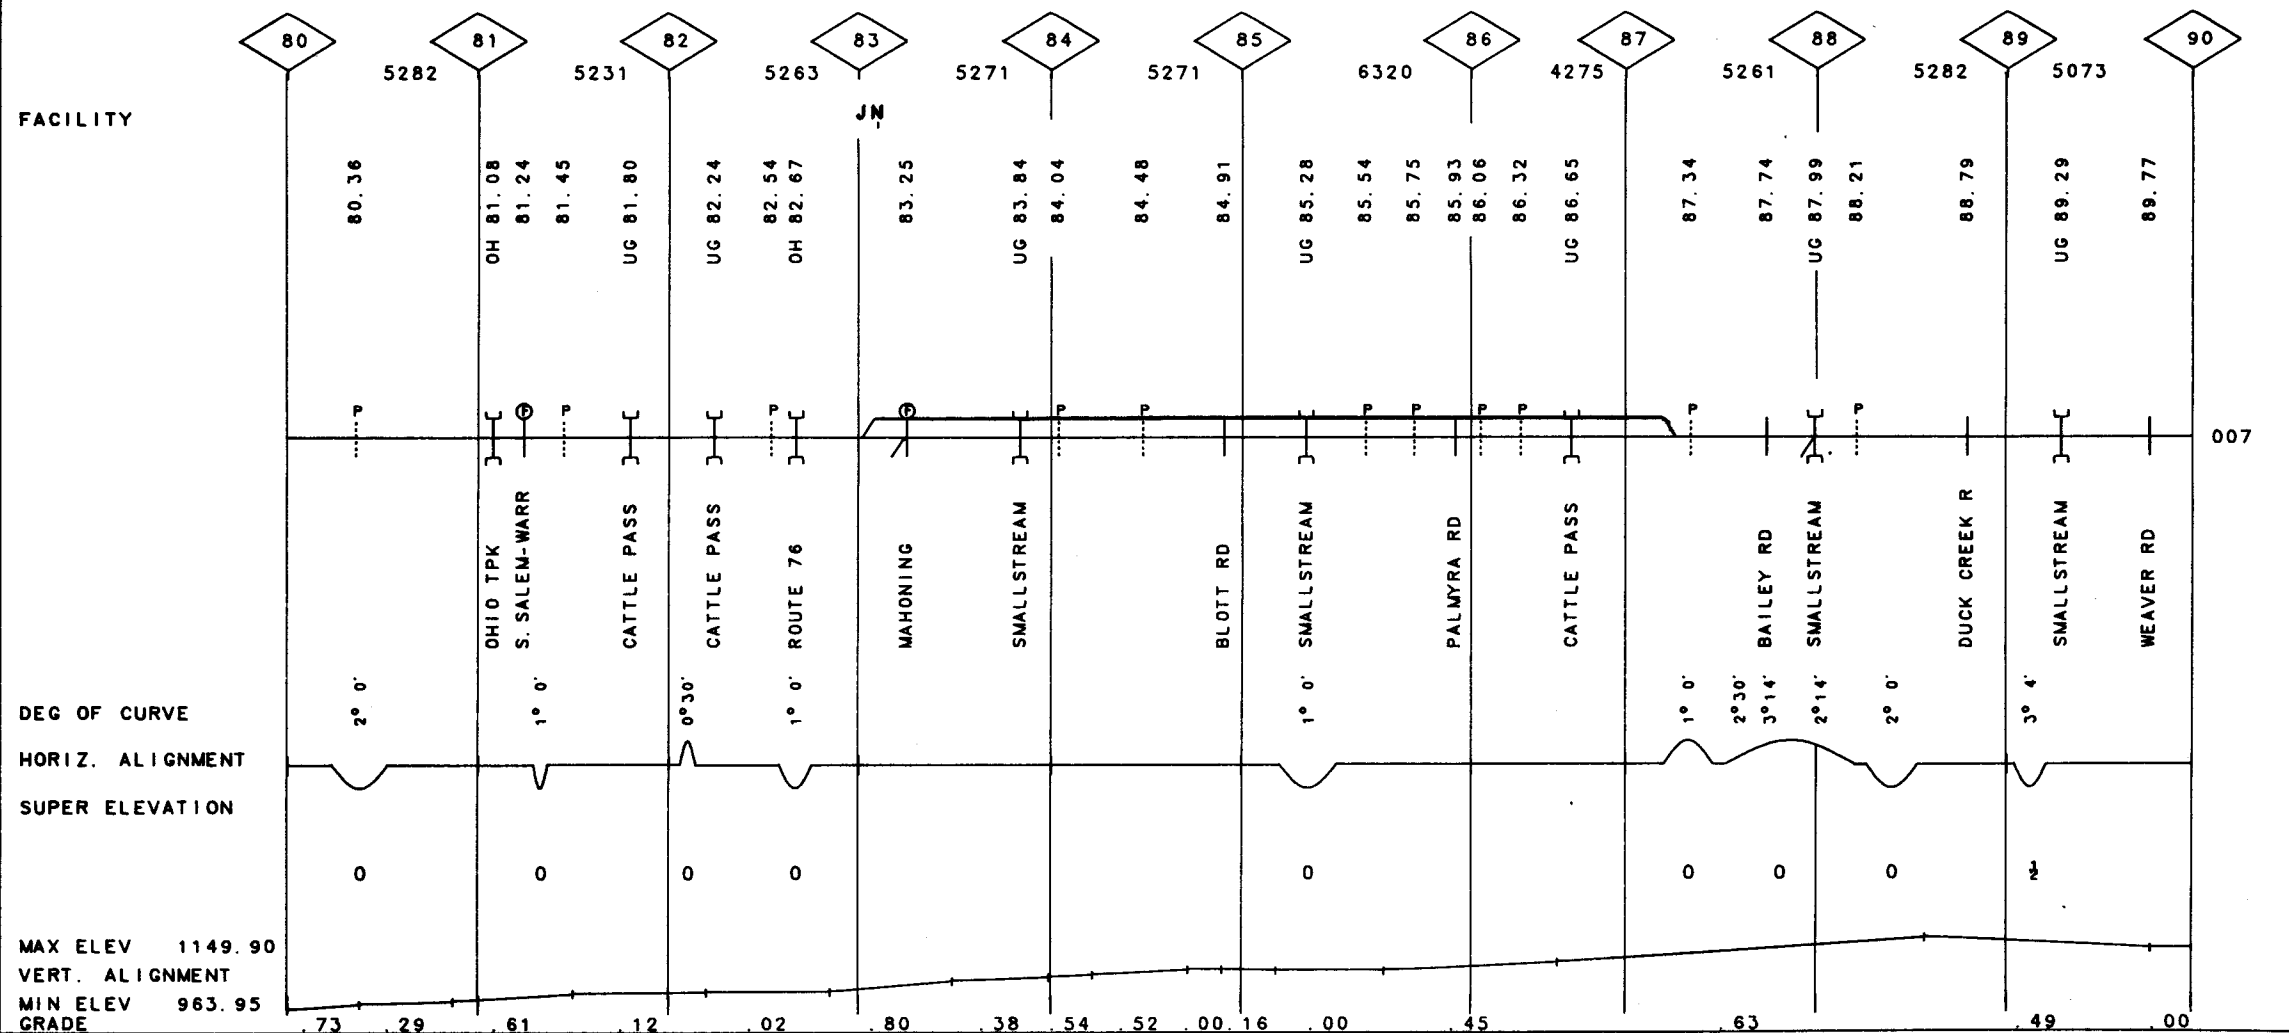 80 81 82 83 84 85 86 87 88 89 90
5282 5231 5263 5271 5271 6320 4275 5261 5282 5073
FACILITY
JN
80.36
OH 81.08
81.24
81.45
UG 81.80
UG 82.24
82.54
OH 82.67
83.25
UG 83.84
84.04
84.48
84.91
UG 85.28
85.54
85.75
85.93
86.06
86.32
UG 86.65
87.34
87.74
UG 87.99
88.21
88.79
UG 89.29
89.77
P F P P F P P P P P P P P
007
OHIO TPK
S. SALEM-WARR
CATTLE PASS
CATTLE PASS
ROUTE 76
MAHONING
SMALLSTREAM
BLOTT RD
SMALLSTREAM
PALMYRA RD
CATTLE PASS
BAILEY RD
SMALLSTREAM
DUCK CREEK R
SMALLSTREAM
WEAVER RD
DEG OF CURVE
2° 0'
1° 0'
0°30'
1° 0'
1° 0'
1° 0'
2°30'
3°14'
2°14'
2° 0'
3° 4'
HORIZ. ALIGNMENT
SUPER ELEVATION
0 0 0 0 0 0 0 0 ½
MAX ELEV 1149.90
VERT. ALIGNMENT
MIN ELEV 963.95
GRADE .73 .29 .61 .12 .02 .80 .38 .54 .52 .00 .16 .00 .45 .63 .49 .00